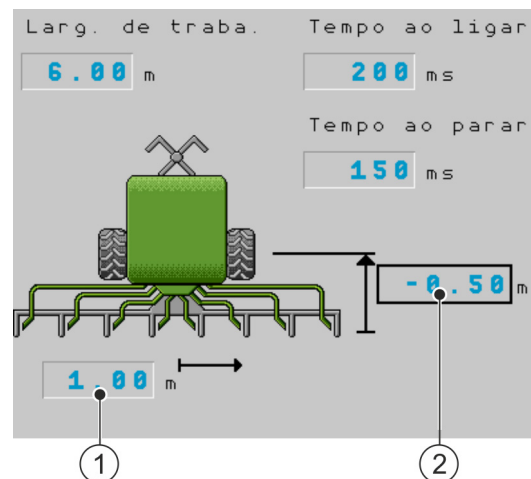 Larg. de traba.
6.00 m
Tempo ao ligar
200 ms
Tempo ao parar
150 ms
-0.50 m
1.00 m
1
2